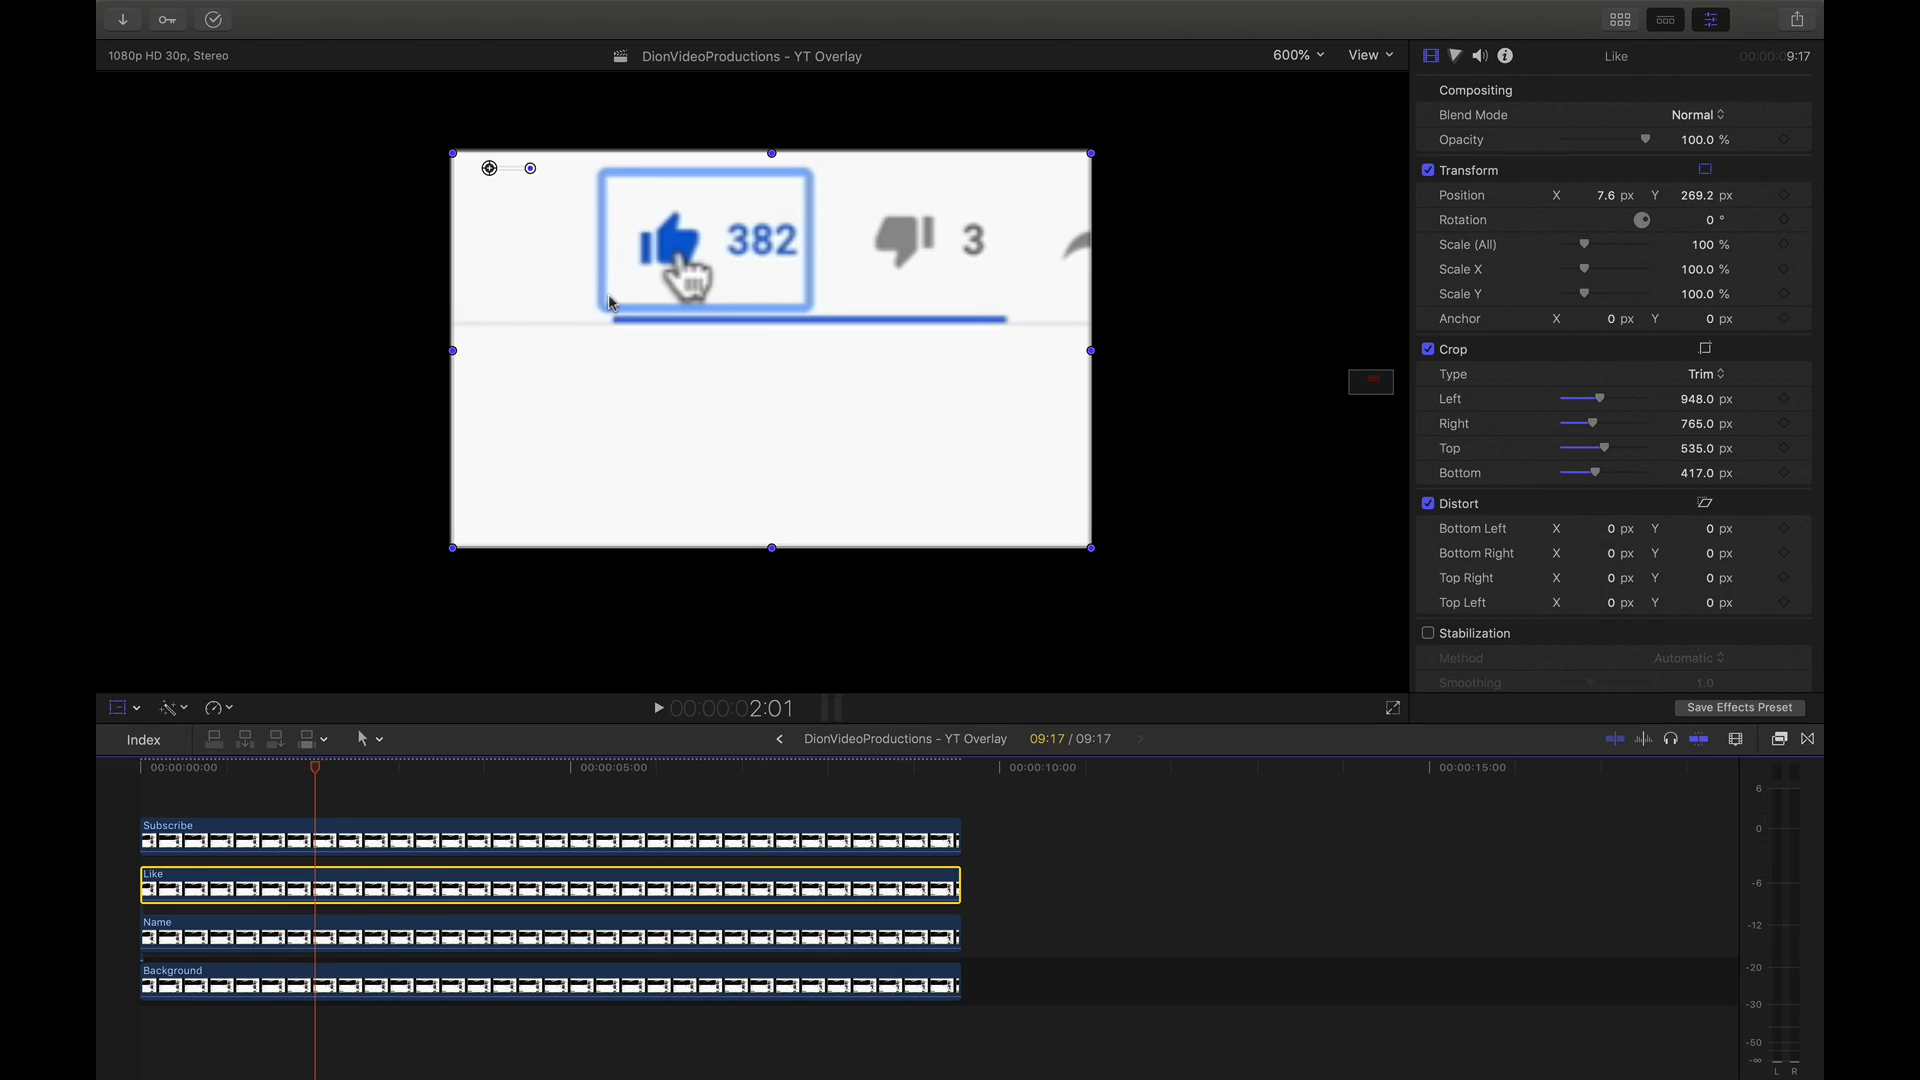 1080p HD 30p, Stereo
DionVideoProductions - YT Overlay
600%
View
Like
00:00:09:17
382
3
Compositing
Blend Mode Normal
Opacity 100.0 %
Transform
Position X 7.6 px Y 269.2 px
Rotation 0 °
Scale (All) 100 %
Scale X 100.0 %
Scale Y 100.0 %
Anchor X 0 px Y 0 px
Crop
Type Trim
Left 948.0 px
Right 765.0 px
Top 535.0 px
Bottom 417.0 px
Distort
Bottom Left X 0 px Y 0 px
Bottom Right X 0 px Y 0 px
Top Right X 0 px Y 0 px
Top Left X 0 px Y 0 px
Stabilization
Method Automatic
Smoothing 1.0
00:00:02:01
Save Effects Preset
Index
DionVideoProductions - YT Overlay
09:17 / 09:17
00:00:00:00
00:00:05:00
00:00:10:00
00:00:15:00
Subscribe
Like
Name
Background
6
0
-6
-12
-20
-30
-50
-∞
L R